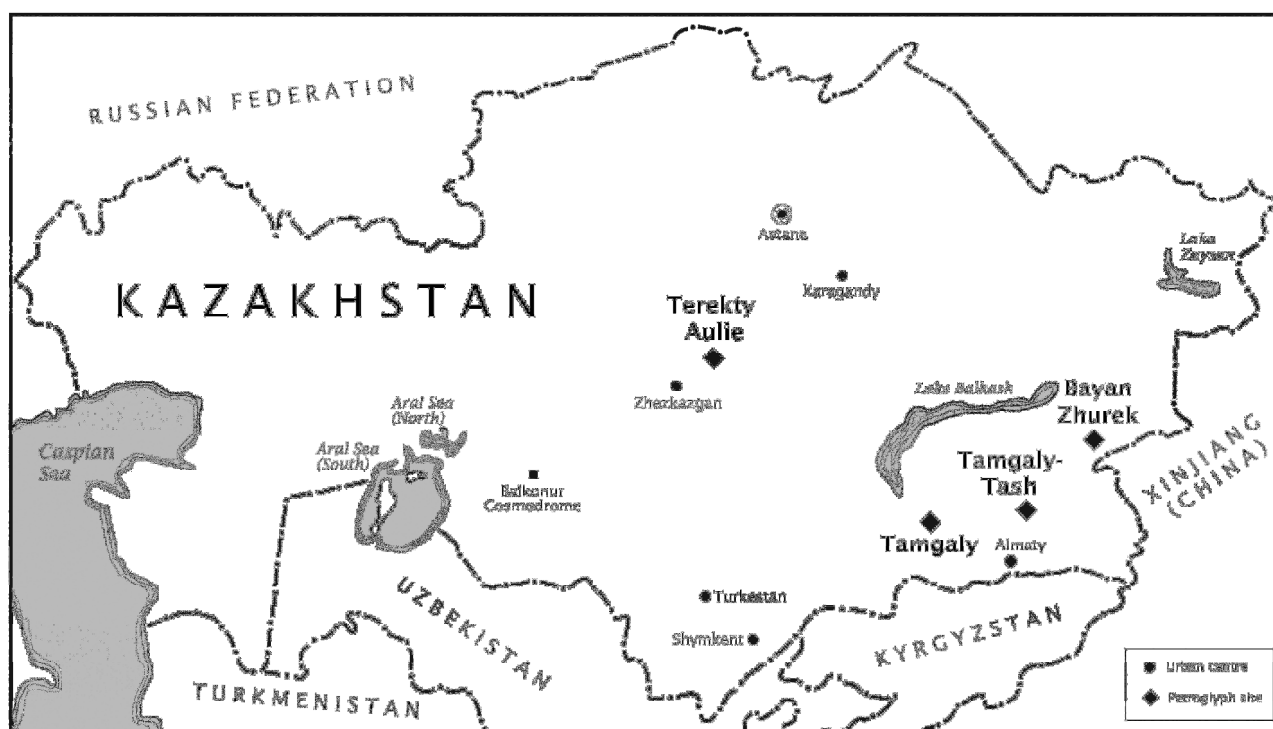 RUSSIAN FEDERATION
KAZAKHSTAN
Astana
Karagandy
Lake
Zaysan
Terekty
Aulie
Zhezkazgan
Lake Balkash
Bayan
Zhurek
Aral Sea
(North)
Aral Sea
(South)
Caspian
Sea
Baikonur
Cosmodrome
Tamgaly-
Tash
Tamgaly
Almaty
XINJIANG
(CHINA)
Turkestan
Shymkent
UZBEKISTAN
KYRGYZSTAN
TURKMENISTAN
Urban centre
Petroglyph site